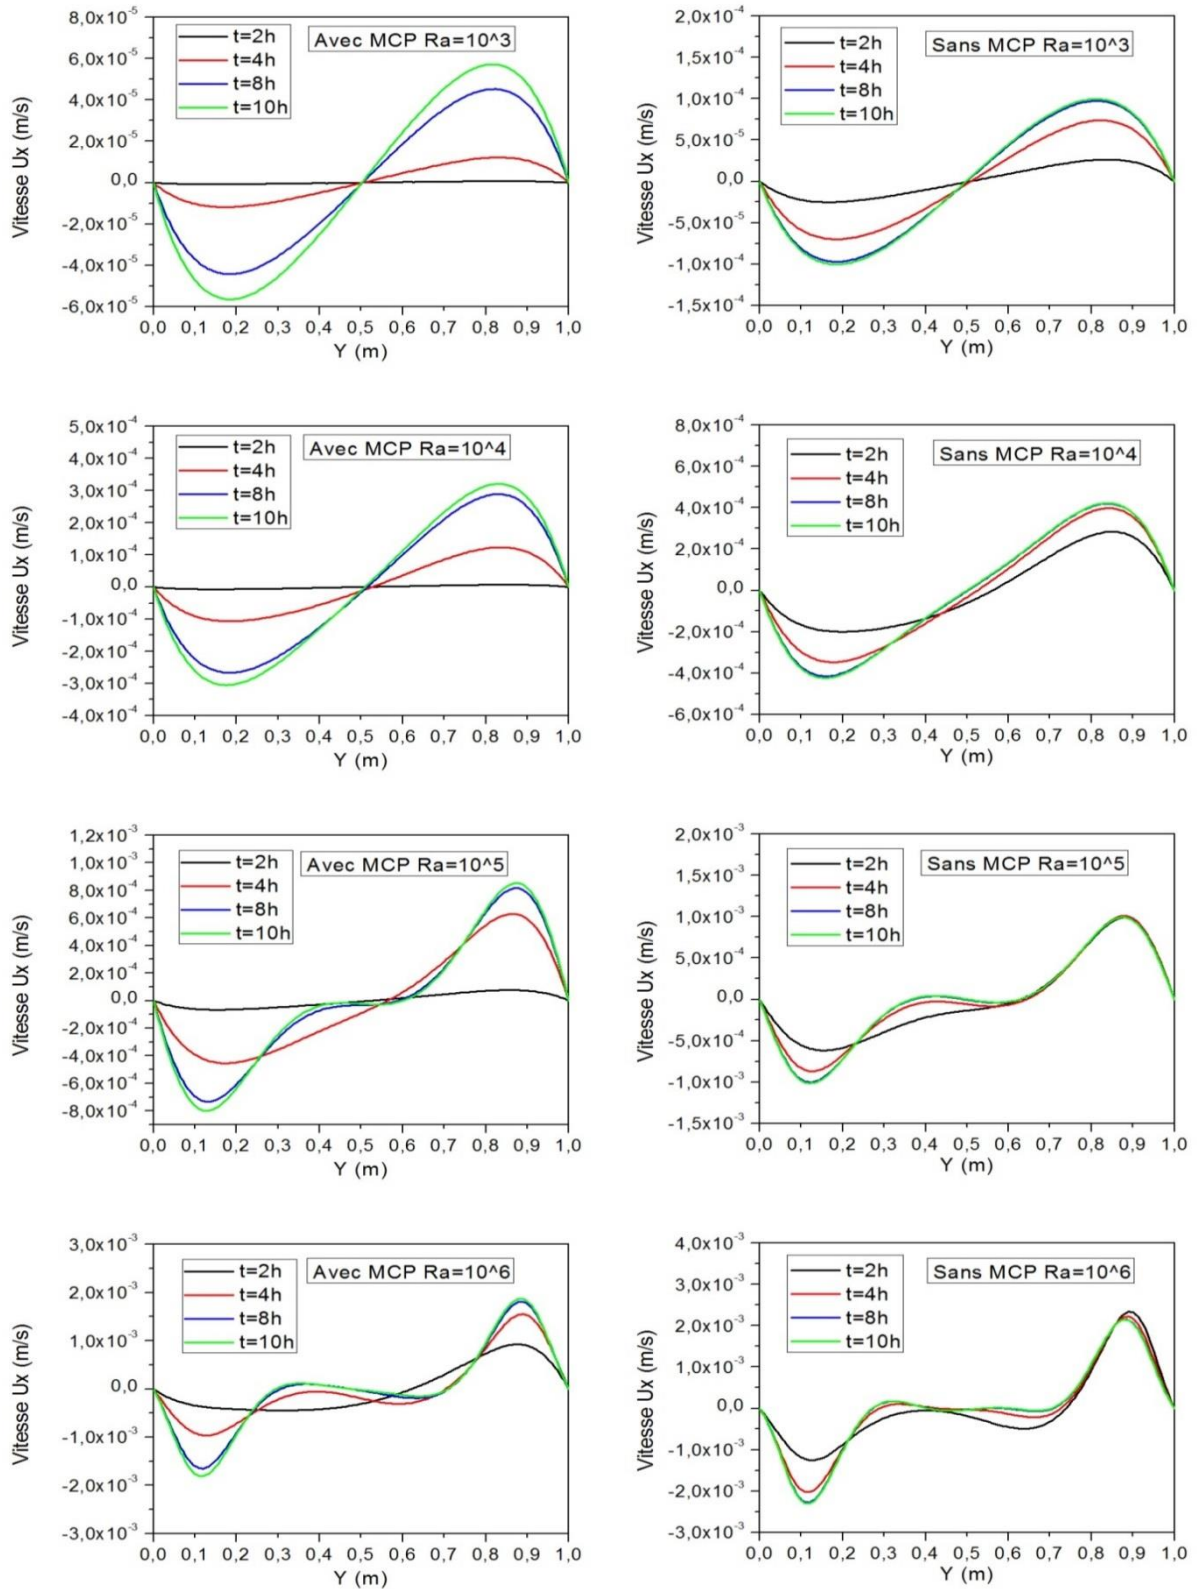 8,0x10^-5
6,0x10^-5
4,0x10^-5
2,0x10^-5
0,0
-2,0x10^-5
-4,0x10^-5
-6,0x10^-5
Vitesse Ux (m/s)
t=2h
t=4h
t=8h
t=10h
Avec MCP Ra=10^3
0,0 0,1 0,2 0,3 0,4 0,5 0,6 0,7 0,8 0,9 1,0
Y (m)
2,0x10^-4
1,5x10^-4
1,0x10^-4
5,0x10^-5
0,0
-5,0x10^-5
-1,0x10^-4
-1,5x10^-4
Vitesse Ux (m/s)
t=2h
t=4h
t=8h
t=10h
Sans MCP Ra=10^3
0,0 0,1 0,2 0,3 0,4 0,5 0,6 0,7 0,8 0,9 1,0
Y (m)
5,0x10^-4
4,0x10^-4
3,0x10^-4
2,0x10^-4
1,0x10^-4
0,0
-1,0x10^-4
-2,0x10^-4
-3,0x10^-4
-4,0x10^-4
Vitesse Ux (m/s)
t=2h
t=4h
t=8h
t=10h
Avec MCP Ra=10^4
0,0 0,1 0,2 0,3 0,4 0,5 0,6 0,7 0,8 0,9 1,0
Y (m)
8,0x10^-4
6,0x10^-4
4,0x10^-4
2,0x10^-4
0,0
-2,0x10^-4
-4,0x10^-4
-6,0x10^-4
Vitesse Ux (m/s)
t=2h
t=4h
t=8h
t=10h
Sans MCP Ra=10^4
0,0 0,1 0,2 0,3 0,4 0,5 0,6 0,7 0,8 0,9 1,0
Y (m)
1,2x10^-3
1,0x10^-3
8,0x10^-4
6,0x10^-4
4,0x10^-4
2,0x10^-4
0,0
-2,0x10^-4
-4,0x10^-4
-6,0x10^-4
-8,0x10^-4
Vitesse Ux (m/s)
t=2h
t=4h
t=8h
t=10h
Avec MCP Ra=10^5
0,0 0,1 0,2 0,3 0,4 0,5 0,6 0,7 0,8 0,9 1,0
Y (m)
2,0x10^-3
1,5x10^-3
1,0x10^-3
5,0x10^-4
0,0
-5,0x10^-4
-1,0x10^-3
-1,5x10^-3
Vitesse Ux (m/s)
t=2h
t=4h
t=8h
t=10h
Sans MCP Ra=10^5
0,0 0,1 0,2 0,3 0,4 0,5 0,6 0,7 0,8 0,9 1,0
Y (m)
3,0x10^-3
2,0x10^-3
1,0x10^-3
0,0
-1,0x10^-3
-2,0x10^-3
-3,0x10^-3
Vitesse Ux (m/s)
t=2h
t=4h
t=8h
t=10h
Avec MCP Ra=10^6
0,0 0,1 0,2 0,3 0,4 0,5 0,6 0,7 0,8 0,9 1,0
Y (m)
4,0x10^-3
3,0x10^-3
2,0x10^-3
1,0x10^-3
0,0
-1,0x10^-3
-2,0x10^-3
-3,0x10^-3
Vitesse Ux (m/s)
t=2h
t=4h
t=8h
t=10h
Sans MCP Ra=10^6
0,0 0,1 0,2 0,3 0,4 0,5 0,6 0,7 0,8 0,9 1,0
Y (m)